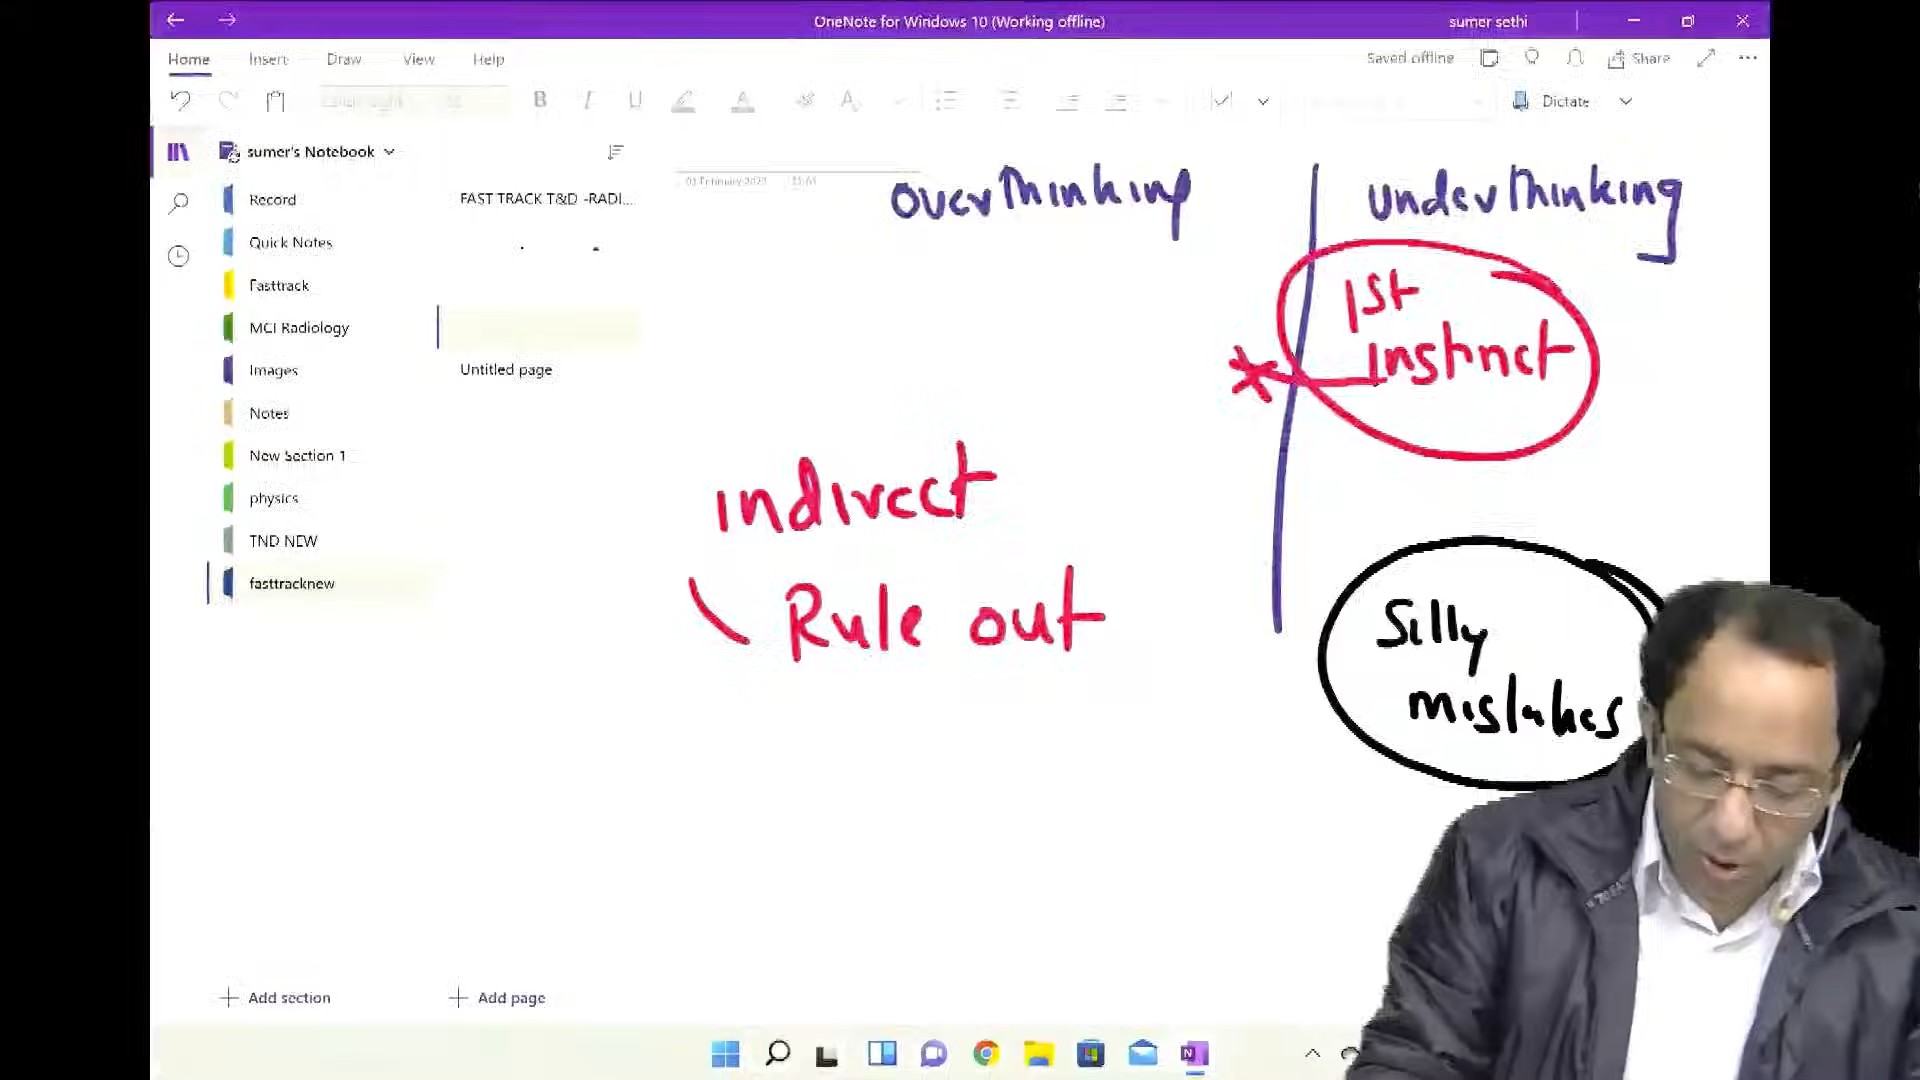 OneNote for Windows 10 (Working offline)
sumer sethi
Home Insert Draw View Help
Saved offline
Share
B I U
Dictate
sumer's Notebook
Record
Quick Notes
Fasttrack
MCI Radiology
Images
Notes
New Section 1
physics
TND NEW
fasttracknew
FAST TRACK T&D -RADI...
Untitled page
overthinking
underthinking
1st
instinct
indirect
Rule out
Silly
mistakes
+ Add section
+ Add page